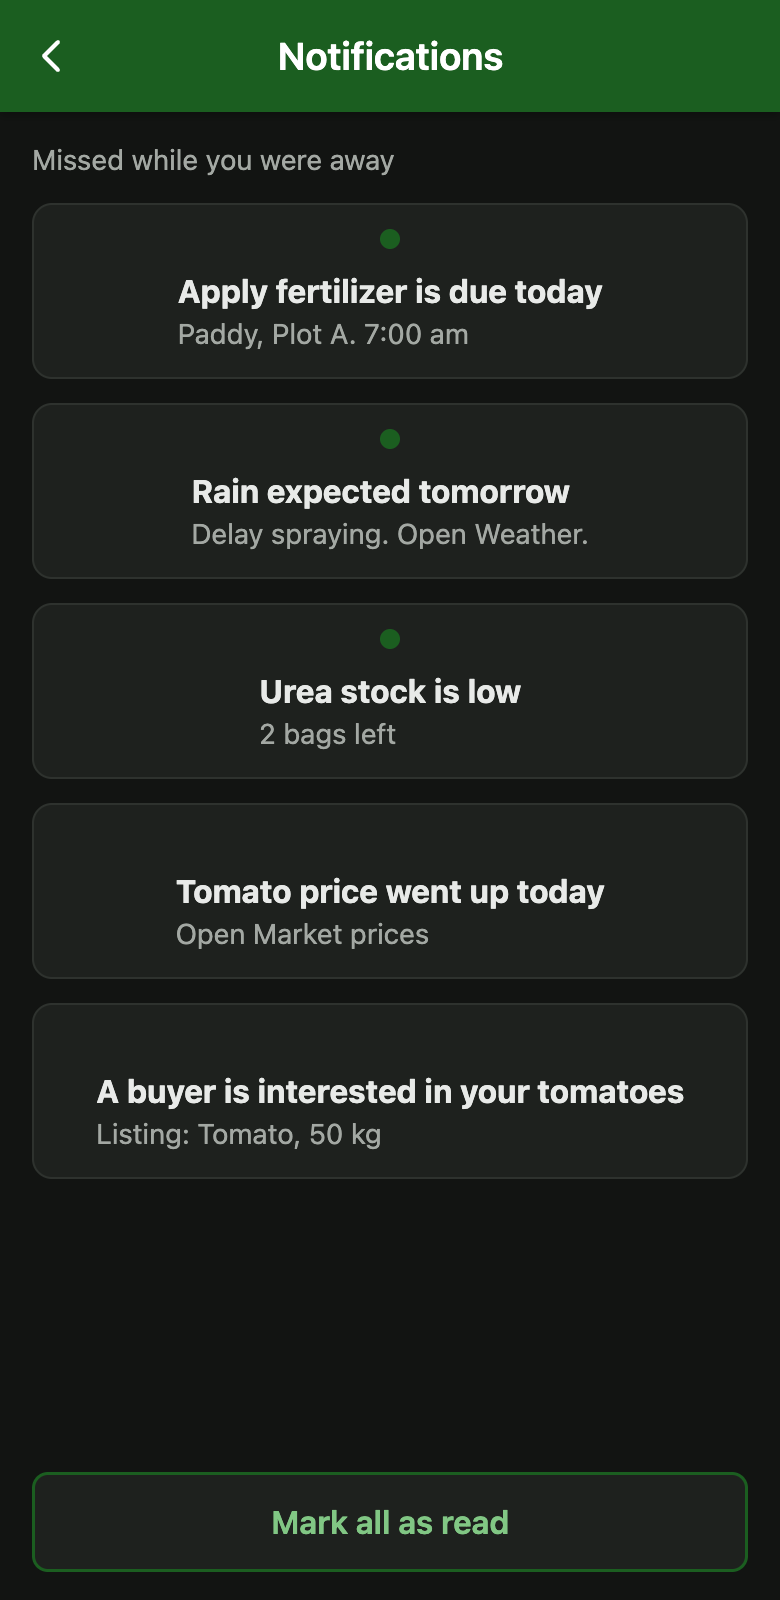 Notifications
Missed while you were away
Apply fertilizer is due today
Paddy, Plot A. 7:00 am
Rain expected tomorrow
Delay spraying. Open Weather.
Urea stock is low
2 bags left
Tomato price went up today
Open Market prices
A buyer is interested in your tomatoes
Listing: Tomato, 50 kg
Mark all as read